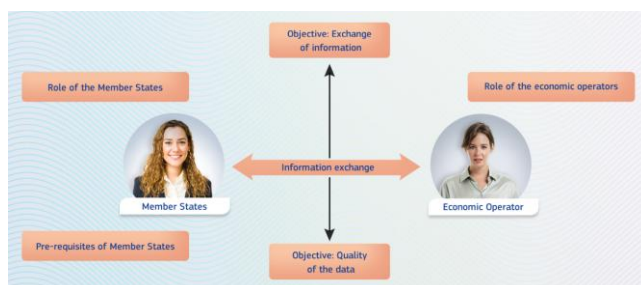 Objective: Exchange
of information
Role of the Member States
Role of the economic operators
Information exchange
Member States
Economic Operator
Pre-requisites of Member States
Objective: Quality
of the data